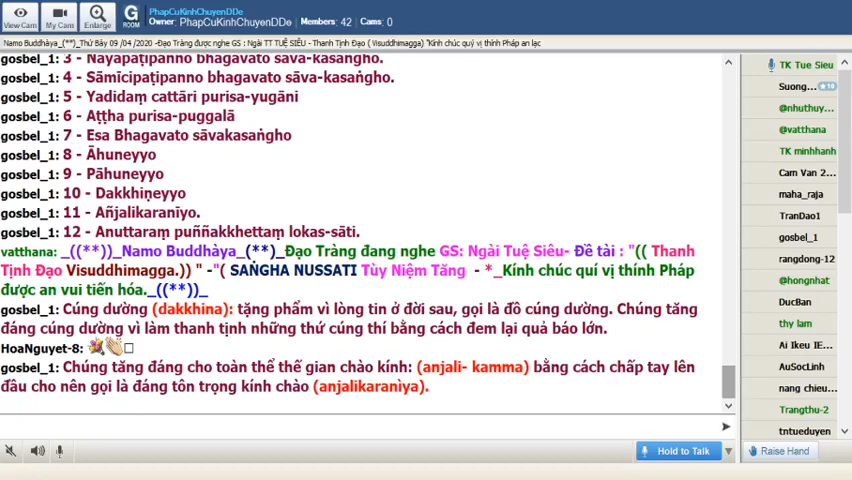 View Cam
My Cam
Enlarge
G
ROOM
PhapCuKinhChuyenDDe
Owner: PhapCuKinhChuyenDDe Members: 42 Cams: 0
Namo Buddhàya_(**)_Thứ Bảy 09 /04 /2020 -Đạo Tràng được nghe GS : Ngài TT TUỆ SIÊU - Thanh Tịnh Đạo ( Visuddhimagga) "Kính chúc quý vị thính Pháp an lạc
gosbel_1: 3 - Ñāyapaṭipanno bhagavato sāva-kasaṅgho.
gosbel_1: 4 - Sāmīcipaṭipanno bhagavato sāva-kasaṅgho.
gosbel_1: 5 - Yadidaṃ cattāri purisa-yugāni
gosbel_1: 6 - Aṭṭha purisa-puggalā
gosbel_1: 7 - Esa Bhagavato sāvakasaṅgho
gosbel_1: 8 - Āhuneyyo
gosbel_1: 9 - Pāhuneyyo
gosbel_1: 10 - Dakkhiṇeyyo
gosbel_1: 11 - Añjalikaraṇīyo.
gosbel_1: 12 - Anuttaraṃ puññakkhettaṃ lokas-sāti.
vatthana: _((**))_Namo Buddhàya_(**)_Đạo Tràng đang nghe GS: Ngài Tuệ Siêu- Đề tài : "(( Thanh
Tịnh Đạo Visuddhimagga.)) " -"( SAṄGHA NUSSATI Tùy Niệm Tăng - *_Kính chúc quí vị thính Pháp
được an vui tiến hóa._((**))_
gosbel_1: Cúng dường (dakkhina): tặng phẩm vì lòng tin ở đời sau, gọi là đồ cúng dường. Chúng tăng
đáng cúng dường vì làm thanh tịnh những thứ cúng thí bằng cách đem lại quả báo lớn.
HoaNguyet-8:
gosbel_1: Chúng tăng đáng cho toàn thể thế gian chào kính: (anjali- kamma) bằng cách chấp tay lên
đầu cho nên gọi là đáng tôn trọng kính chào (anjalikaranìya).
Hold to Talk
Raise Hand
TK Tue Sieu
Suong... 10
@nhuthuy...
@vatthana
TK minhhanh
Cam Van 2...
maha_raja
TranDao1
gosbel_1
rangdong-12
@hongnhat
DucBan
thy lam
Ai Ikeu IE...
AuSocLinh
nang chieu...
Trangthu-2
tntueduyen